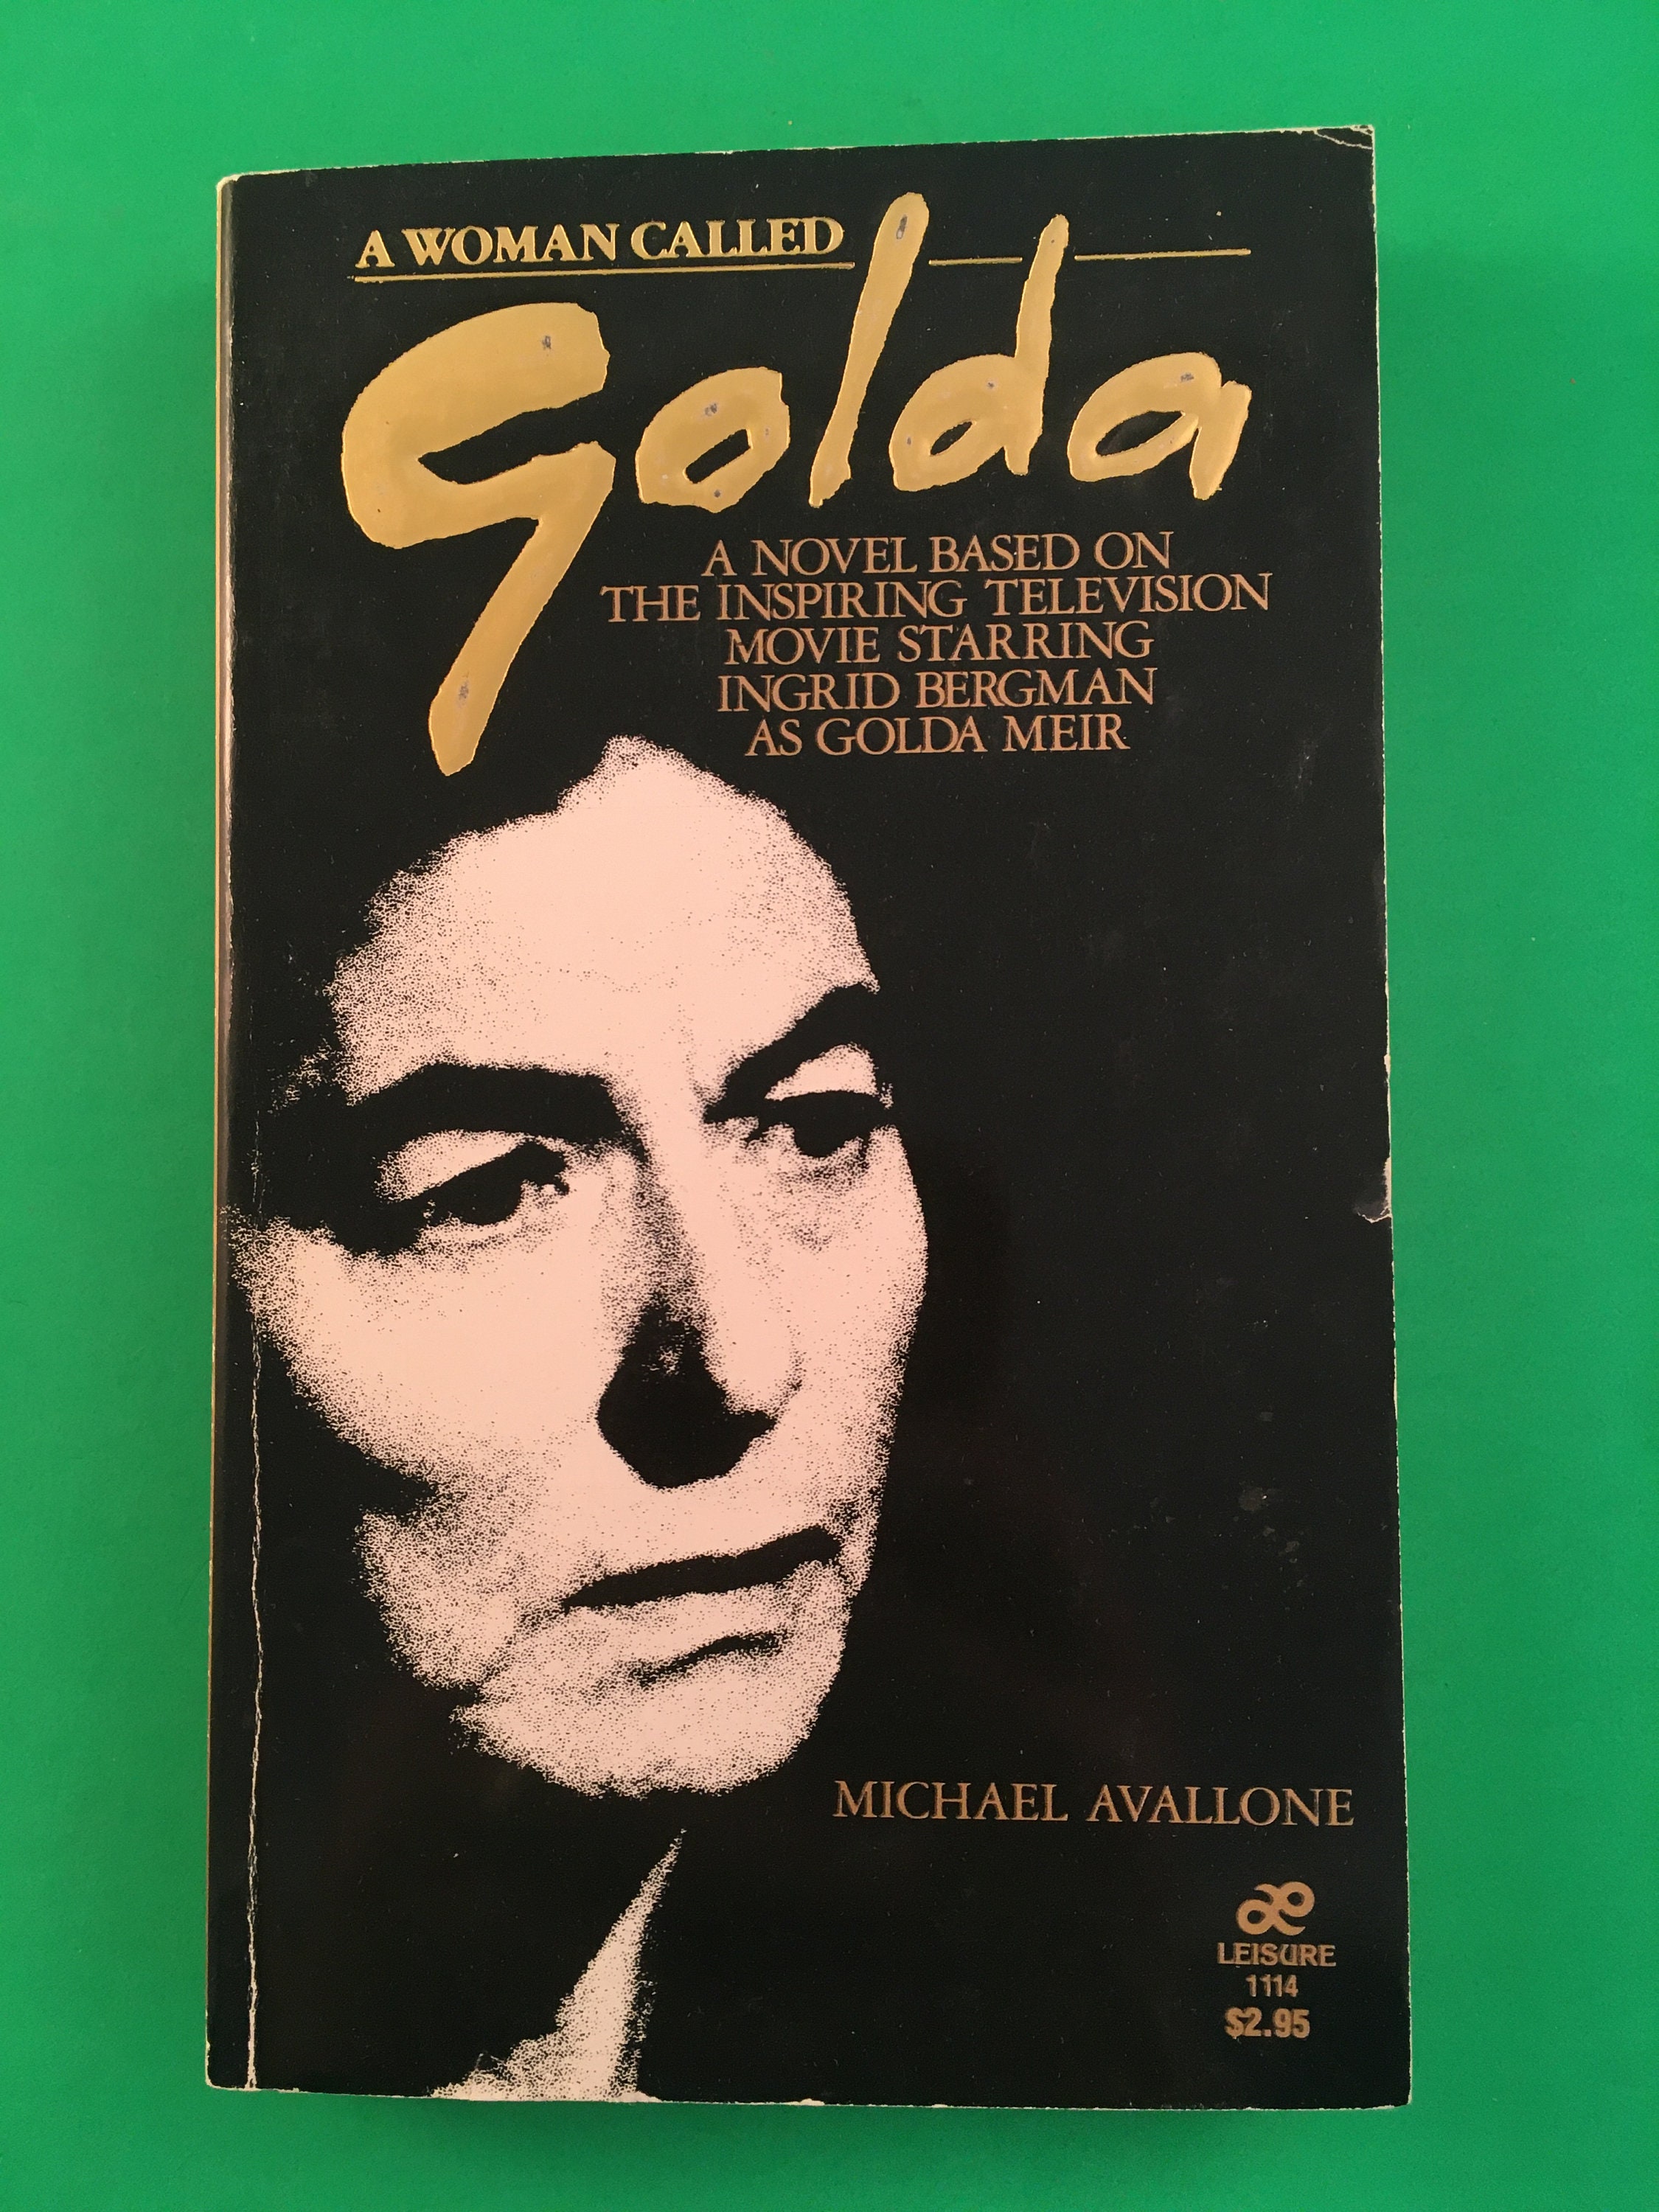 A WOMAN CALLED
Golda
A NOVEL BASED ON
THE INSPIRING TELEVISION
MOVIE STARRING
INGRID BERGMAN
AS GOLDA MEIR
MICHAEL AVALLONE
LEISURE
1114
$2.95